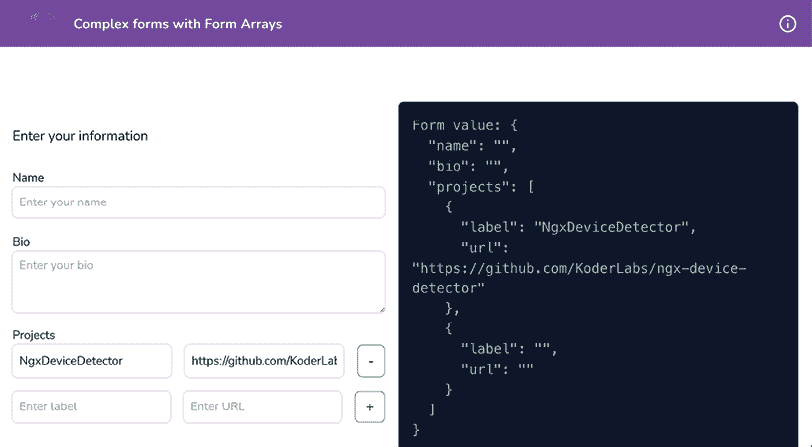 Complex forms with Form Arrays
Enter your information
Name
Enter your name
Bio
Enter your bio
Projects
NgxDeviceDetector
https://github.com/KoderLab
-
Enter label
Enter URL
+
Form value: {
"name": "",
"bio": "",
"projects": [
{
"label": "NgxDeviceDetector",
"url":
"https://github.com/KoderLabs/ngx-device-
detector"
},
{
"label": "",
"url": ""
}
]
}